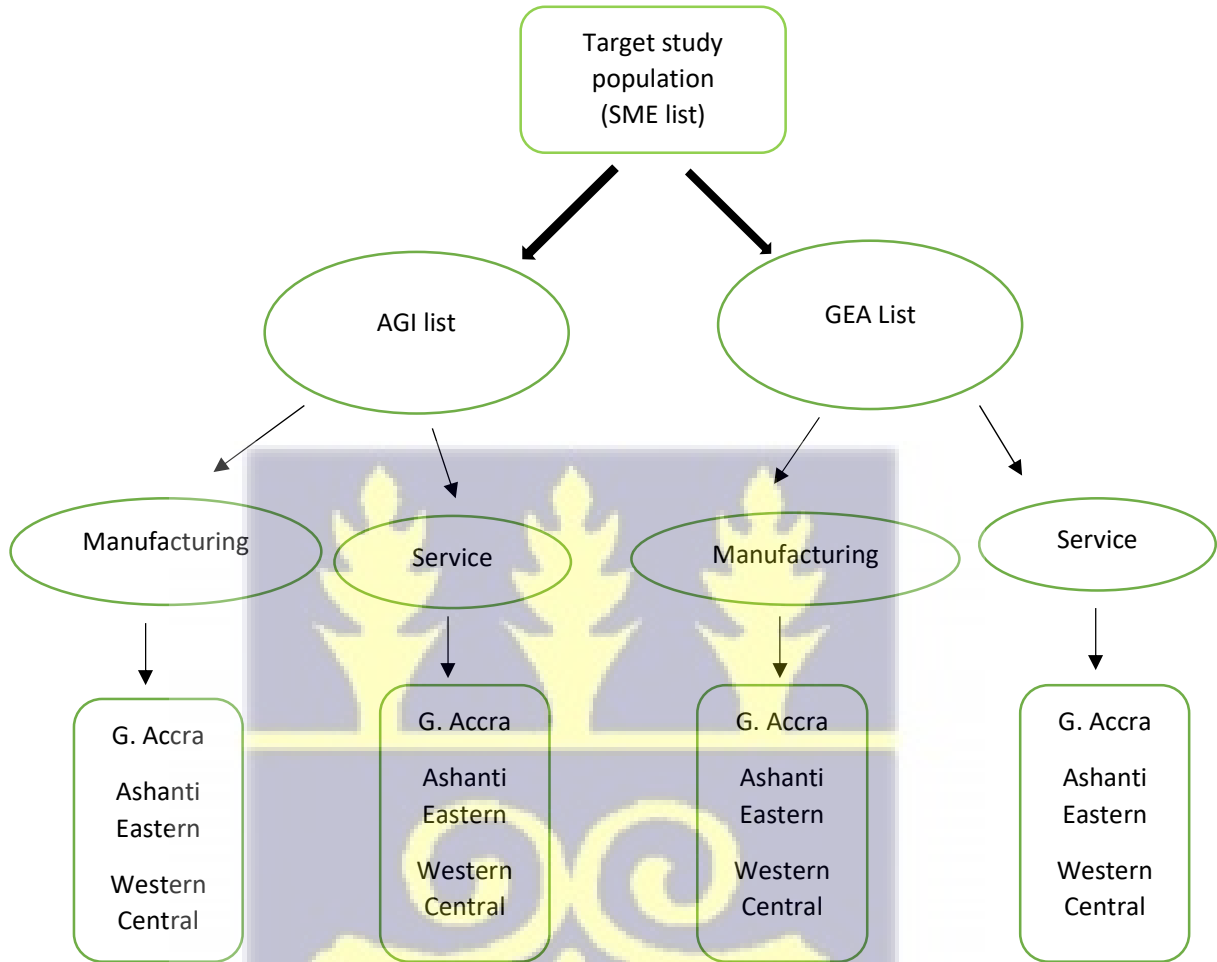 Target study
population
(SME list)
AGI list
GEA List
Manufacturing
Service
Manufacturing
Service
G. Accra
Ashanti
Eastern
Western
Central
G. Accra
Ashanti
Eastern
Western
Central
G. Accra
Ashanti
Eastern
Western
Central
G. Accra
Ashanti
Eastern
Western
Central